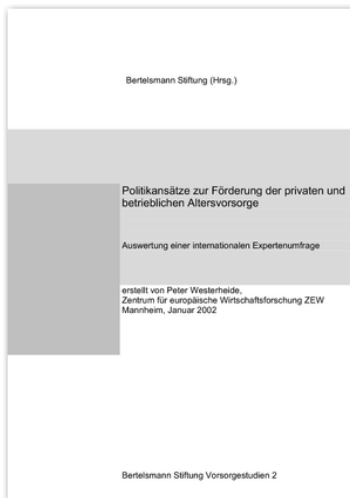 Bertelsmann Stiftung (Hrsg.)
Politikansätze zur Förderung der privaten und
betrieblichen Altersvorsorge
Auswertung einer internationalen Expertenumfrage
erstellt von Peter Westerheide,
Zentrum für europäische Wirtschaftsforschung ZEW
Mannheim, Januar 2002
Bertelsmann Stiftung Vorsorgestudien 2